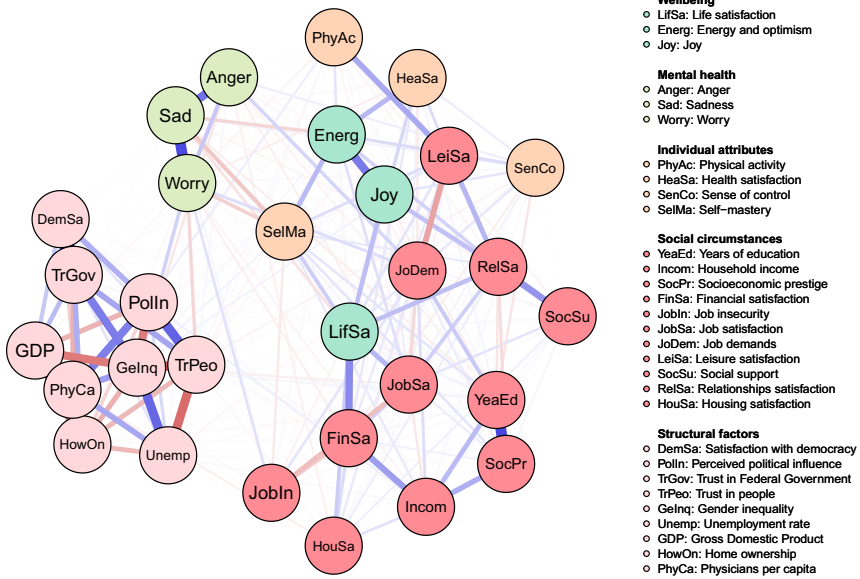 PhyAc
HeaSa
Anger
Sad
Energ
LeiSa
SenCo
Worry
Joy
DemSa
SelMa
TrGov
JoDem
RelSa
PolIn
SocSu
LifSa
GDP
GeInq
TrPeo
PhyCa
JobSa
YeaEd
HowOn
Unemp
FinSa
SocPr
JobIn
Incom
HouSa
Wellbeing
LifSa: Life satisfaction
Energ: Energy and optimism
Joy: Joy
Mental health
Anger: Anger
Sad: Sadness
Worry: Worry
Individual attributes
PhyAc: Physical activity
HeaSa: Health satisfaction
SenCo: Sense of control
SelMa: Self−mastery
Social circumstances
YeaEd: Years of education
Incom: Household income
SocPr: Socioeconomic prestige
FinSa: Financial satisfaction
JobIn: Job insecurity
JobSa: Job satisfaction
JoDem: Job demands
LeiSa: Leisure satisfaction
SocSu: Social support
RelSa: Relationships satisfaction
HouSa: Housing satisfaction
Structural factors
DemSa: Satisfaction with democracy
PolIn: Perceived political influence
TrGov: Trust in Federal Government
TrPeo: Trust in people
GeInq: Gender inequality
Unemp: Unemployment rate
GDP: Gross Domestic Product
HowOn: Home ownership
PhyCa: Physicians per capita